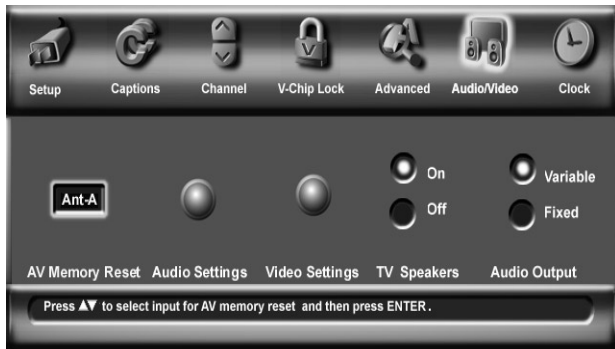 Setup Captions Channel V-Chip Lock Advanced Audio/Video Clock
Ant-A
On
Off
Variable
Fixed
AV Memory Reset Audio Settings Video Settings TV Speakers Audio Output
Press ▲▼ to select input for AV memory reset and then press ENTER.